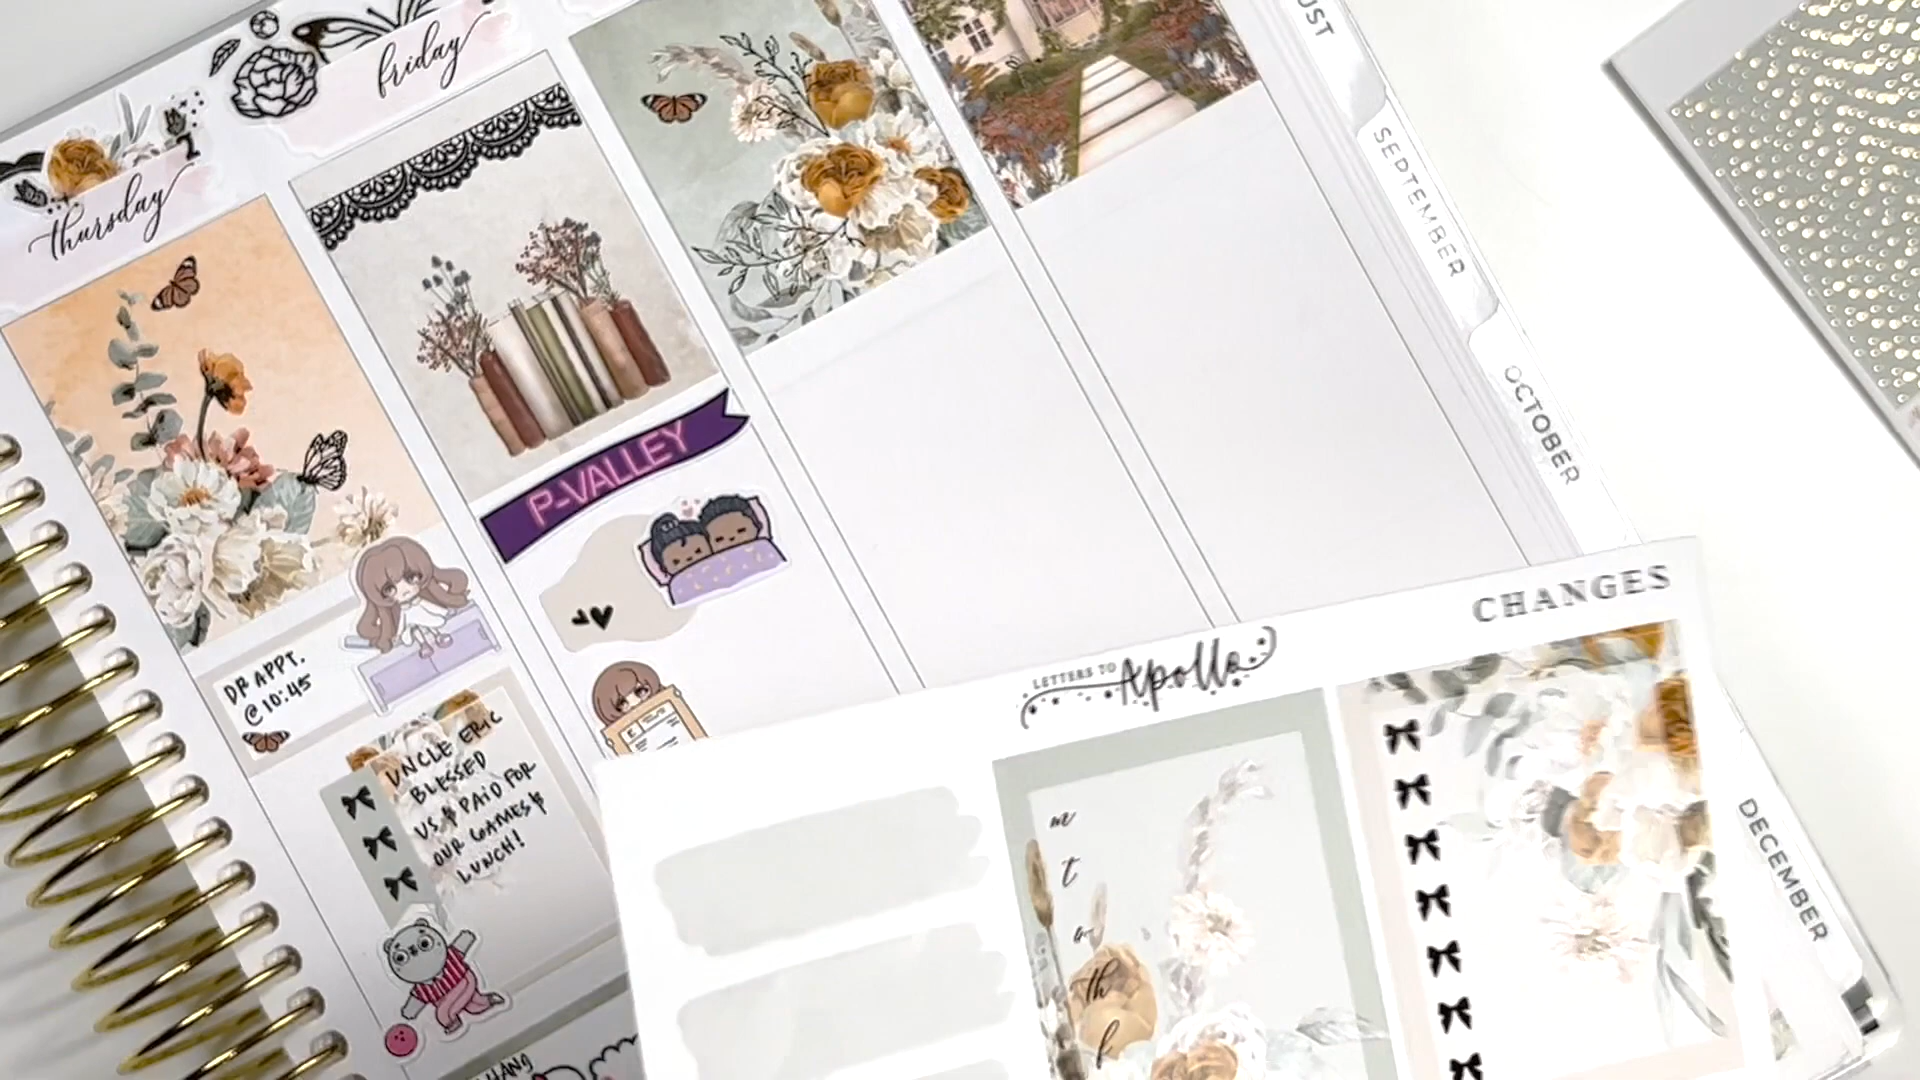 friday
thursday
P-VALLEY
DR APPT.
@ 10:45
UNCLE ERIC
BLESSED
US & PAID FOR
OUR GAMES &
LUNCH!
UST
SEPTEMBER
OCTOBER
DECEMBER
CHANGES
LETTERS TO
Apollo
m
t
th
f